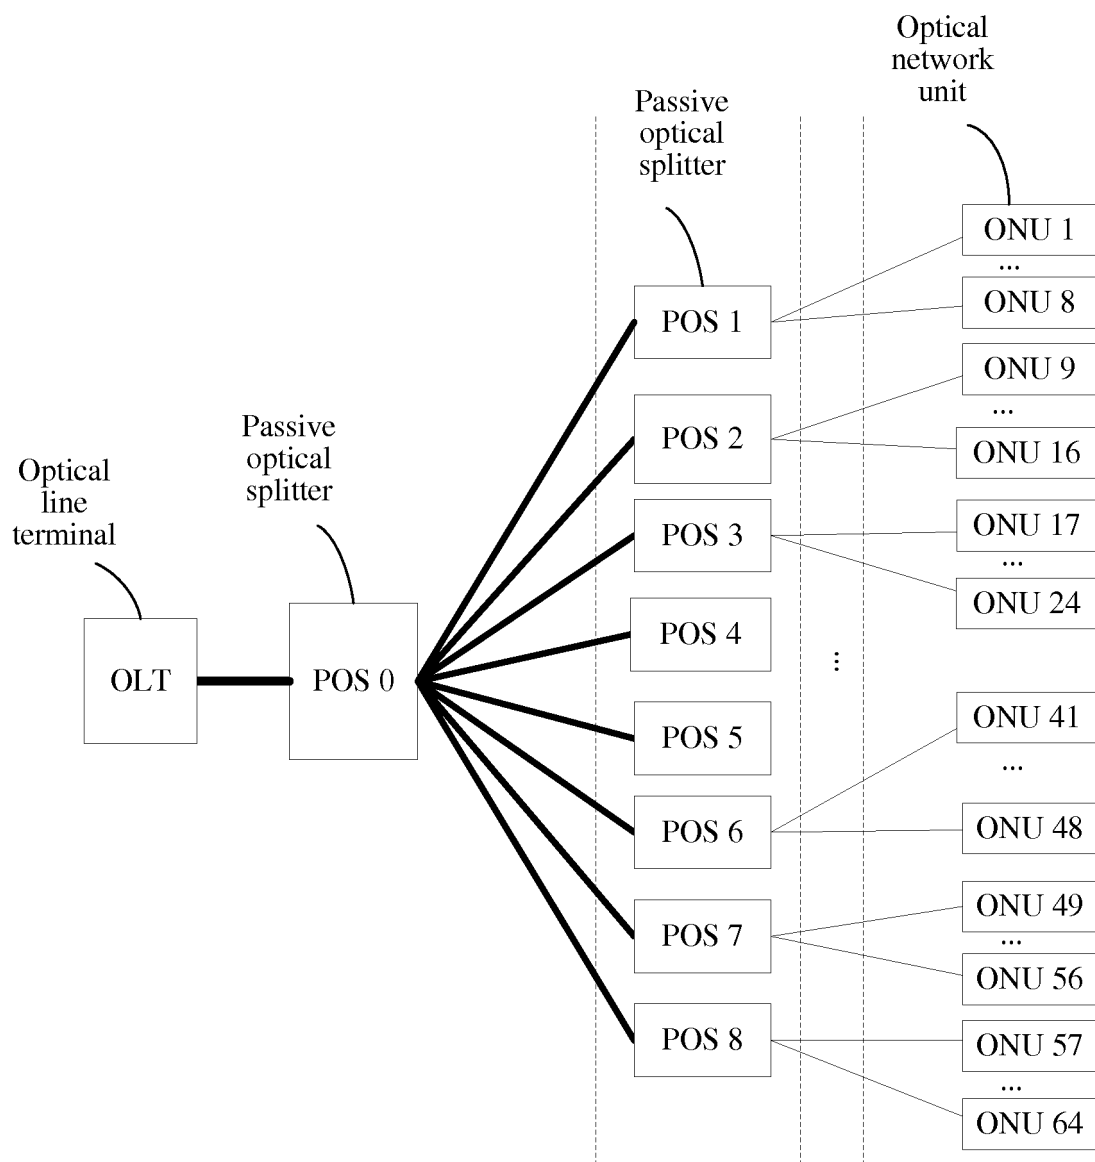 Optical
network
unit
Passive
optical
splitter
ONU 1
...
POS 1
ONU 8
ONU 9
...
Passive
optical
splitter
POS 2
ONU 16
Optical
line
terminal
POS 3
ONU 17
...
ONU 24
POS 4
...
OLT
POS 0
POS 5
ONU 41
...
POS 6
ONU 48
POS 7
ONU 49
...
ONU 56
POS 8
ONU 57
...
ONU 64